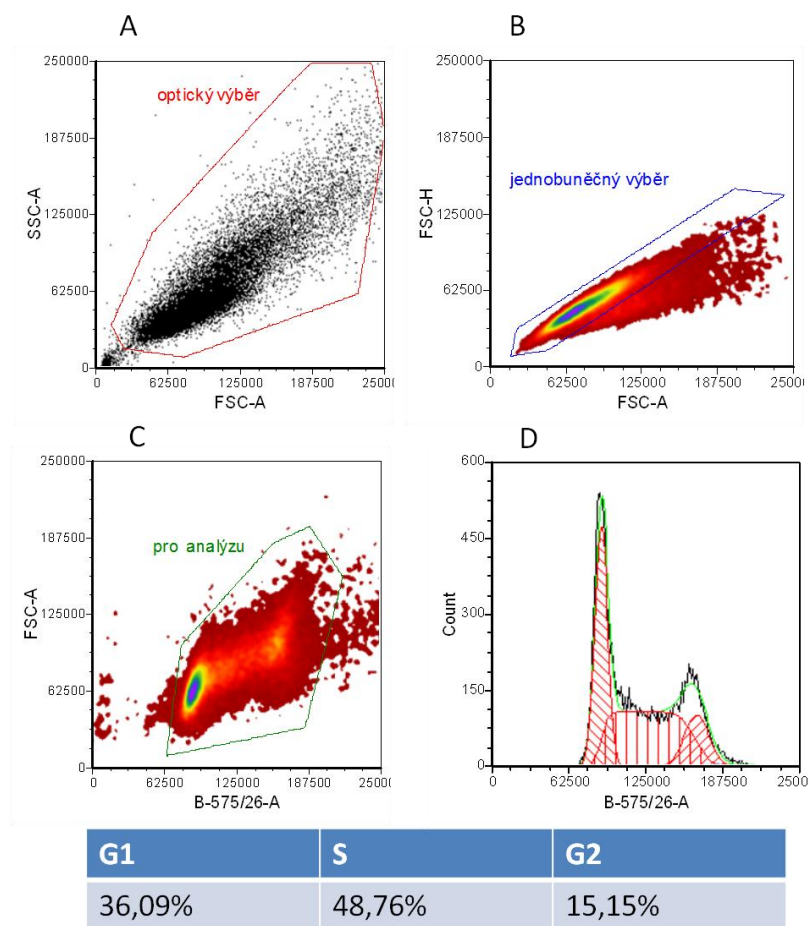 A
250000
187500
125000
62500
0
SSC-A
optický výběr
0 62500 125000 187500 25000
FSC-A
B
250000
187500
125000
62500
0
FSC-H
jednobuněčný výběr
0 62500 125000 187500 25000
FSC-A
C
250000
187500
125000
62500
0
FSC-A
pro analýzu
0 62500 125000 187500 25000
B-575/26-A
D
600
450
300
150
0
Count
0 62500 125000 187500 2500
B-575/26-A
G1 S G2
36,09% 48,76% 15,15%